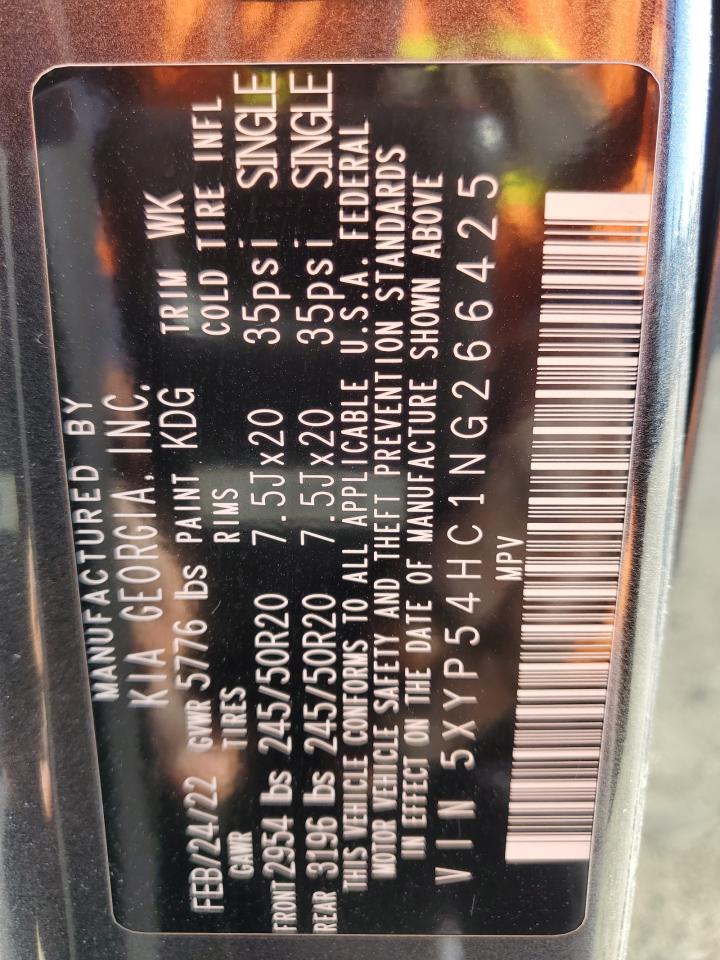 MANUFACTURED BY
KIA GEORGIA, INC.
FEB/24/22 GVWR 5776 lbs PAINT KDG TRIM WK
GAWR TIRES RIMS COLD TIRE INFL
FRONT 2954 lbs 245/50R20 7.5Jx20 35psi SINGLE
REAR 3196 lbs 245/50R20 7.5Jx20 35psi SINGLE
THIS VEHICLE CONFORMS TO ALL APPLICABLE U.S.A. FEDERAL
MOTOR VEHICLE SAFETY AND THEFT PREVENTION STANDARDS
IN EFFECT ON THE DATE OF MANUFACTURE SHOWN ABOVE
VIN 5XYP54HC1NG266425
MPV